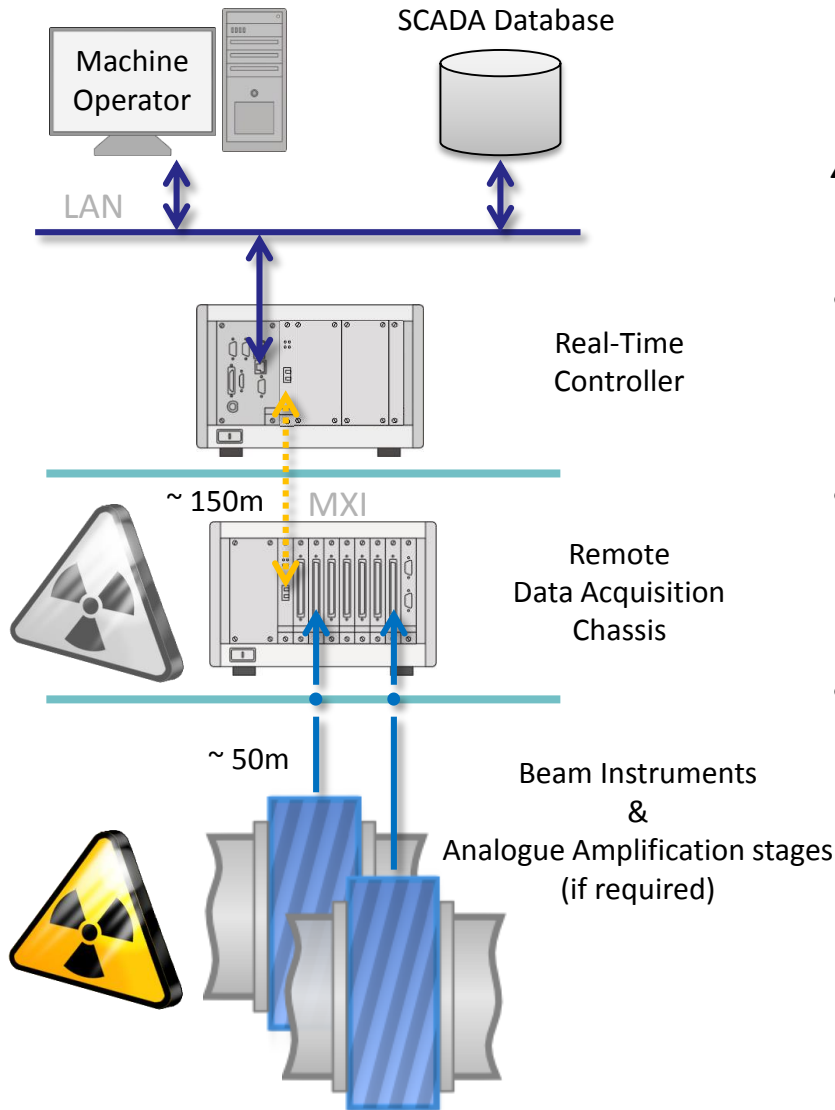 SCADA Database
Machine
Operator
LAN
Real-Time
Controller
~ 150m
MXI
Remote
Data Acquisition
Chassis
~ 50m
Beam Instruments
&
Analogue Amplification stages
(if required)